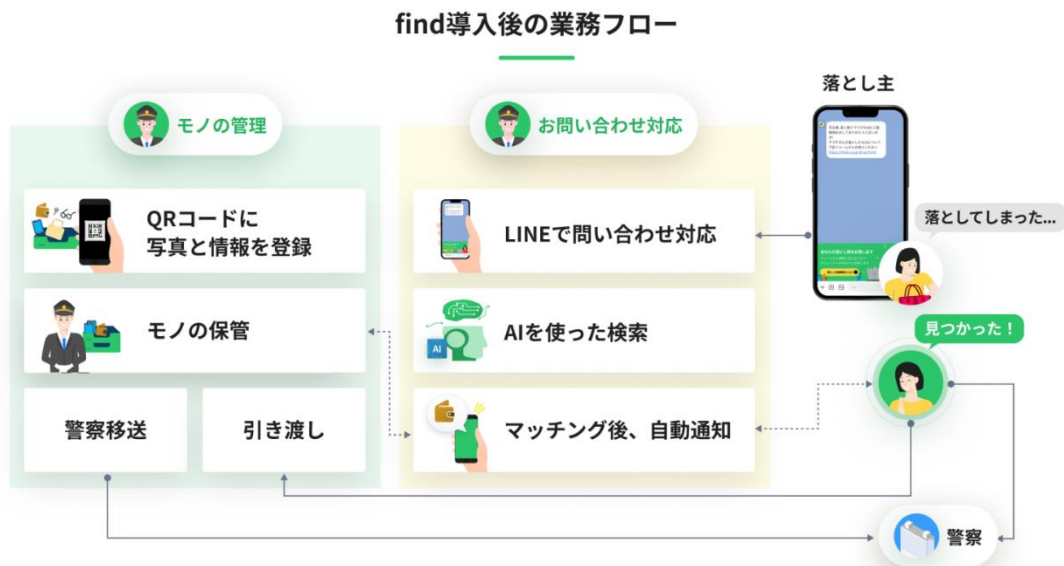 find導入後の業務フロー
落とし主
モノの管理
お問い合わせ対応
QRコードに
写真と情報を登録
LINEで問い合わせ対応
落としてしまった...
モノの保管
AIを使った検索
AI
見つかった！
警察移送
引き渡し
マッチング後、自動通知
警察